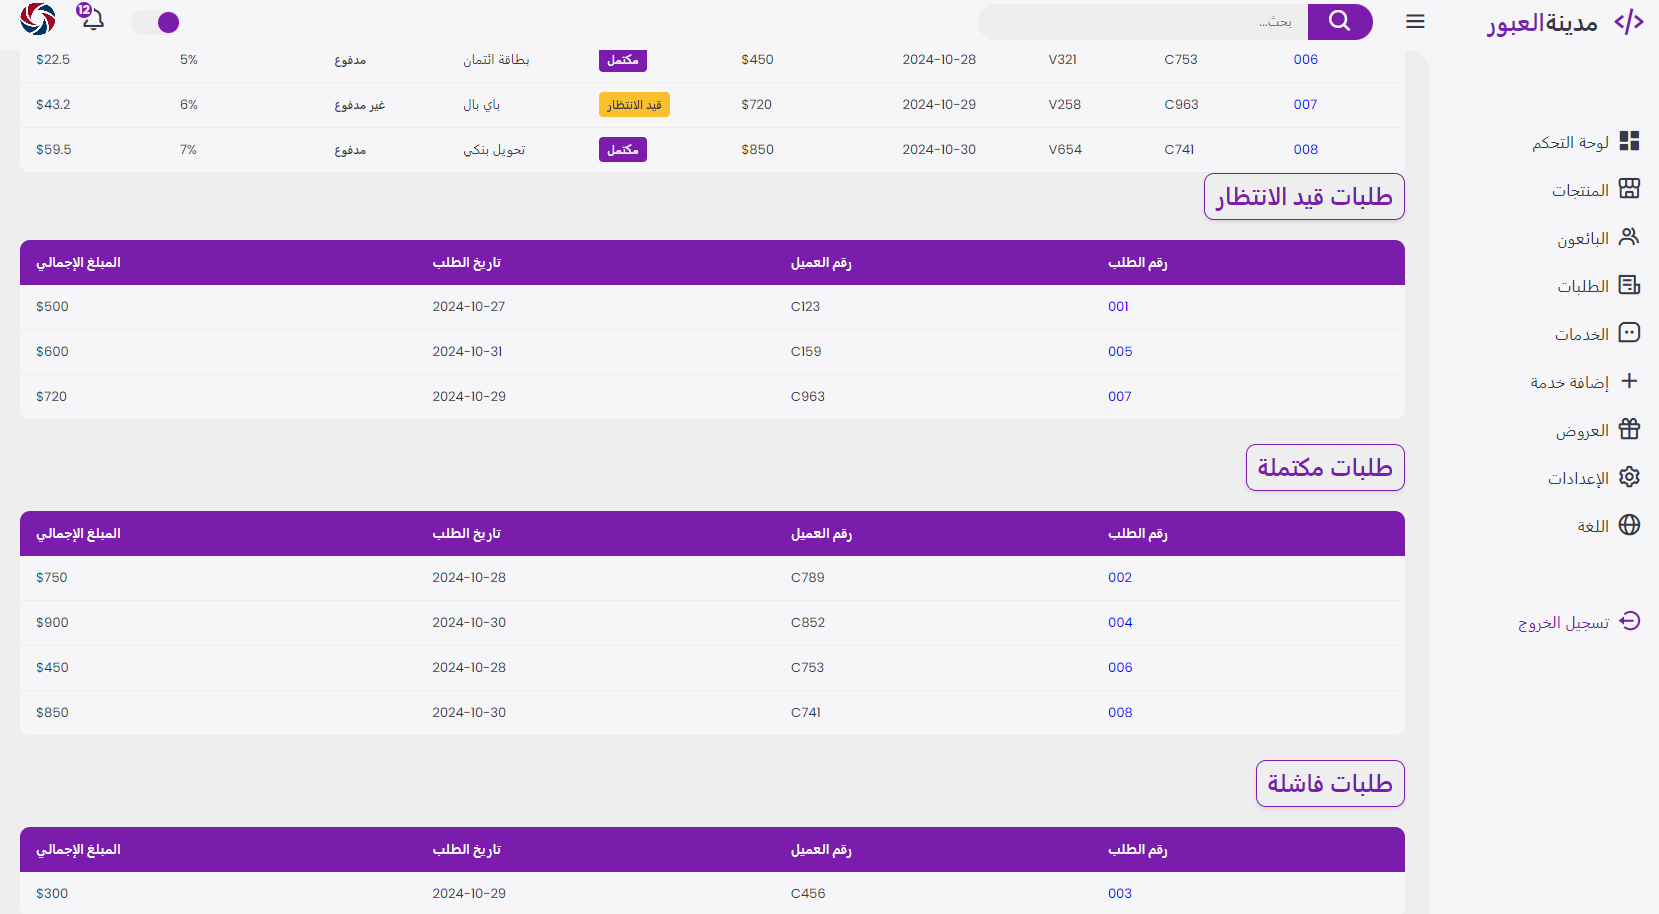 مدينةالعبور
بحث...
12
لوحة التحكم
المنتجات
البائعون
الطلبات
الخدمات
إضافة خدمة
العروض
الإعدادات
اللغة
تسجيل الخروج
006 C753 V321 2024-10-28 $450 مكتمل بطاقة ائتمان مدفوع 5% $22.5
007 C963 V258 2024-10-29 $720 قيد الانتظار باي بال غير مدفوع 6% $43.2
008 C741 V654 2024-10-30 $850 مكتمل تحويل بنكي مدفوع 7% $59.5
طلبات قيد الانتظار
رقم الطلب رقم العميل تاريخ الطلب المبلغ الإجمالي
001 C123 2024-10-27 $500
005 C159 2024-10-31 $600
007 C963 2024-10-29 $720
طلبات مكتملة
رقم الطلب رقم العميل تاريخ الطلب المبلغ الإجمالي
002 C789 2024-10-28 $750
004 C852 2024-10-30 $900
006 C753 2024-10-28 $450
008 C741 2024-10-30 $850
طلبات فاشلة
رقم الطلب رقم العميل تاريخ الطلب المبلغ الإجمالي
003 C456 2024-10-29 $300